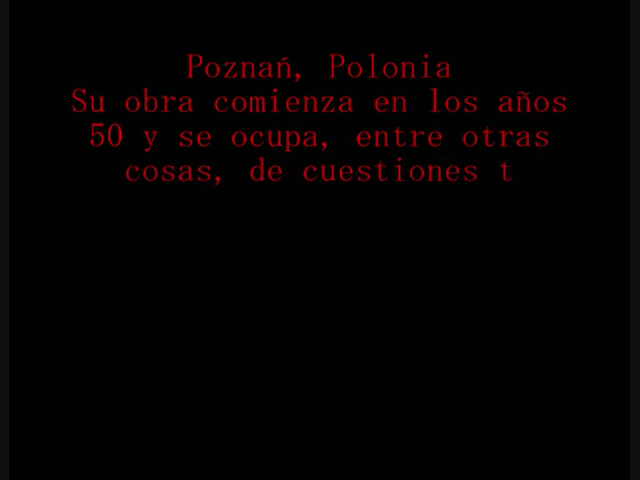 Poznań, Polonia
Su obra comienza en los años
50 y se ocupa, entre otras
cosas, de cuestiones t